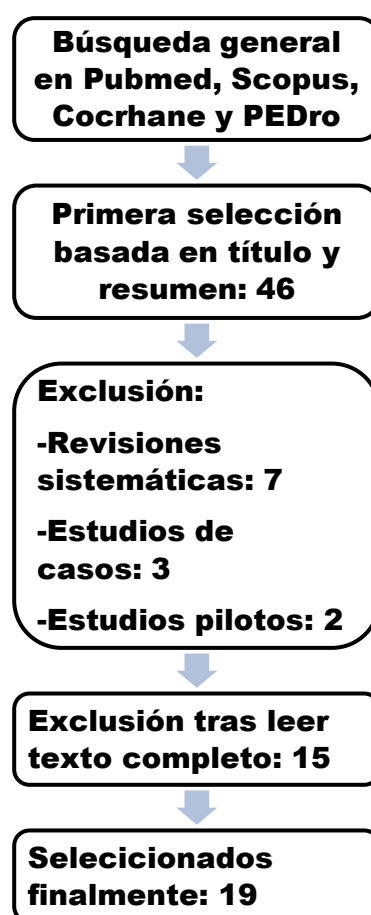 Búsqueda general
en Pubmed, Scopus,
Cocrhane y PEDro
Primera selección
basada en título y
resumen: 46
Exclusión:
-Revisiones
sistemáticas: 7
-Estudios de
casos: 3
-Estudios pilotos: 2
Exclusión tras leer
texto completo: 15
Selecicionados
finalmente: 19